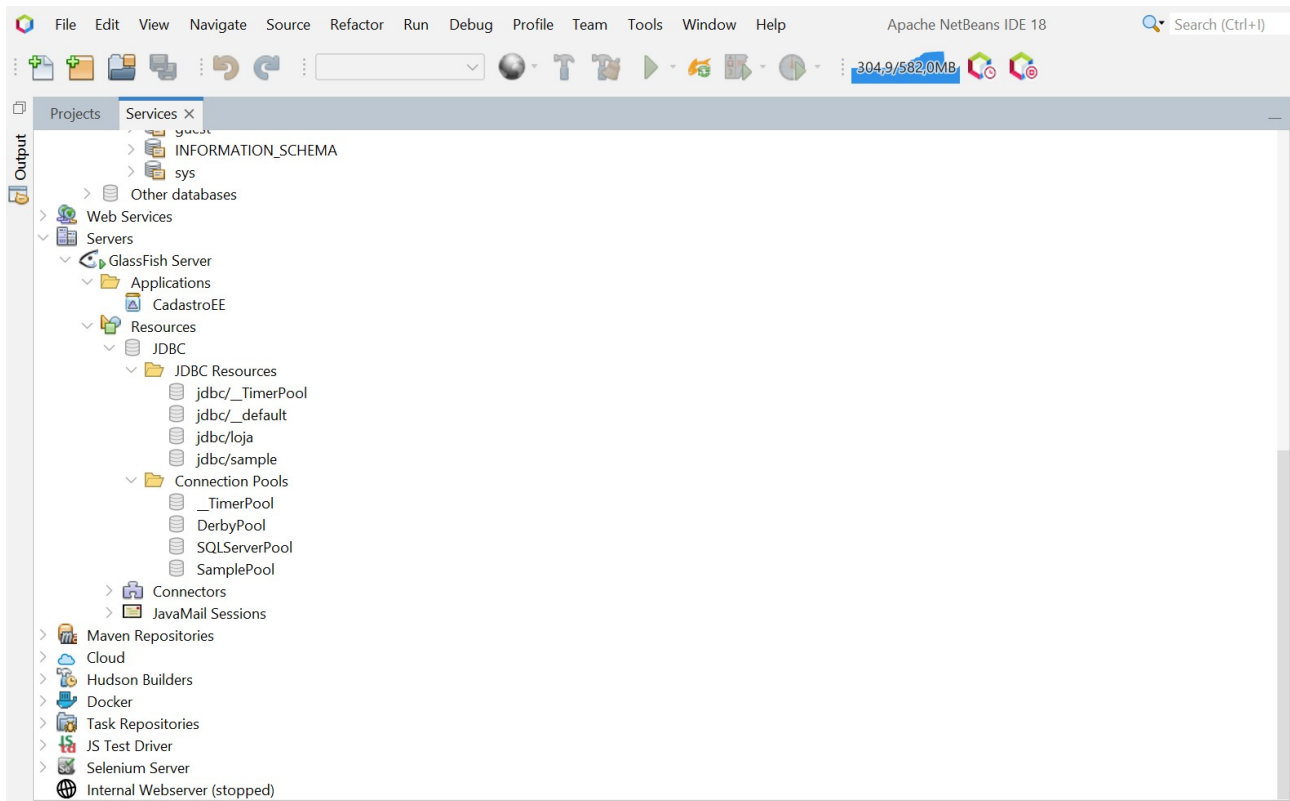 File Edit View Navigate Source Refactor Run Debug Profile Team Tools Window Help Apache NetBeans IDE 18 Search (Ctrl+I)
304,9/582,0MB
Projects Services
Output
guest
INFORMATION_SCHEMA
sys
Other databases
Web Services
Servers
GlassFish Server
Applications
CadastroEE
Resources
JDBC
JDBC Resources
jdbc/__TimerPool
jdbc/__default
jdbc/loja
jdbc/sample
Connection Pools
__TimerPool
DerbyPool
SQLServerPool
SamplePool
Connectors
JavaMail Sessions
Maven Repositories
Cloud
Hudson Builders
Docker
Task Repositories
JS Test Driver
Selenium Server
Internal Webserver (stopped)